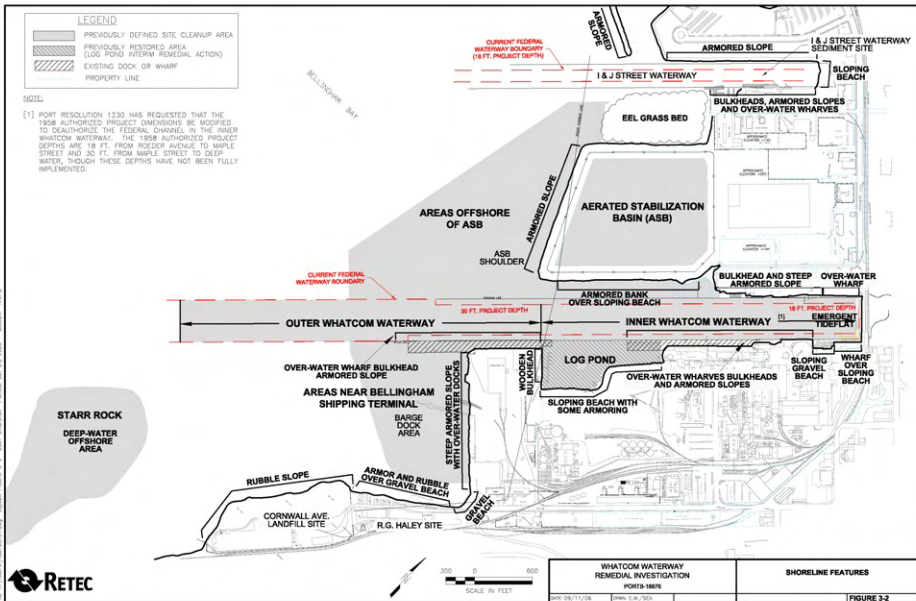 LEGEND
PREVIOUSLY DEFINED SITE CLEANUP AREA
PREVIOUSLY RESTORED AREA
(LOG POND INTERIM REMEDIAL ACTION)
EXISTING DOCK OR WHARF
PROPERTY LINE
NOTE:
[1] PORT RESOLUTION 1230 HAS REQUESTED THAT THE
1958 AUTHORIZED PROJECT DIMENSIONS BE MODIFIED
TO DEAUTHORIZE THE FEDERAL CHANNEL IN THE INNER
WHATCOM WATERWAY. THE 1958 AUTHORIZED PROJECT
DEPTHS ARE 18 FT. FROM ROEDER AVENUE TO MAPLE
STREET AND 30 FT. FROM MAPLE STREET TO DEEP
WATER, THOUGH THESE DEPTHS HAVE NOT BEEN FULLY
IMPLEMENTED.
BELLINGHAM BAY
ARMORED
SLOPE
ARMORED SLOPE
I & J STREET WATERWAY
SEDIMENT SITE
CURRENT FEDERAL
WATERWAY BOUNDARY
(18 FT. PROJECT DEPTH)
I & J STREET WATERWAY
SLOPING
BEACH
BULKHEADS, ARMORED SLOPES
AND OVER-WATER WHARVES
EEL GRASS BED
ARMORED SLOPE
AERATED STABILIZATION
BASIN (ASB)
AREAS OFFSHORE
OF ASB
ASB
SHOULDER
BULKHEAD AND STEEP
ARMORED SLOPE
OVER-WATER
WHARF
CURRENT FEDERAL
WATERWAY BOUNDARY
ARMORED BANK
OVER SLOPING BEACH
30 FT. PROJECT DEPTH
18 FT. PROJECT DEPTH
OUTER WHATCOM WATERWAY
INNER WHATCOM WATERWAY
[1]
EMERGENT
TIDEFLAT
OVER-WATER WHARF BULKHEAD
ARMORED SLOPE
WOODEN
BULKHEAD
LOG POND
OVER-WATER WHARVES BULKHEADS
AND ARMORED SLOPES
SLOPING
GRAVEL
BEACH
WHARF
OVER
SLOPING
BEACH
AREAS NEAR BELLINGHAM
SHIPPING TERMINAL
BARGE
DOCK
AREA
STEEP ARMORED SLOPE
WITH OVER-WATER DOCKS
SLOPING BEACH WITH
SOME ARMORING
STARR ROCK
DEEP-WATER
OFFSHORE
AREA
RUBBLE SLOPE
ARMOR AND RUBBLE
OVER GRAVEL BEACH
GRAVEL
BEACH
CORNWALL AVE.
LANDFILL SITE
R.G. HALEY SITE
RETEC
300 0 600
SCALE IN FEET
WHATCOM WATERWAY
REMEDIAL INVESTIGATION
PORTB-18876
SHORELINE FEATURES
DATE: 09/11/06
DRWN: E.M./SEA
FIGURE 3-2